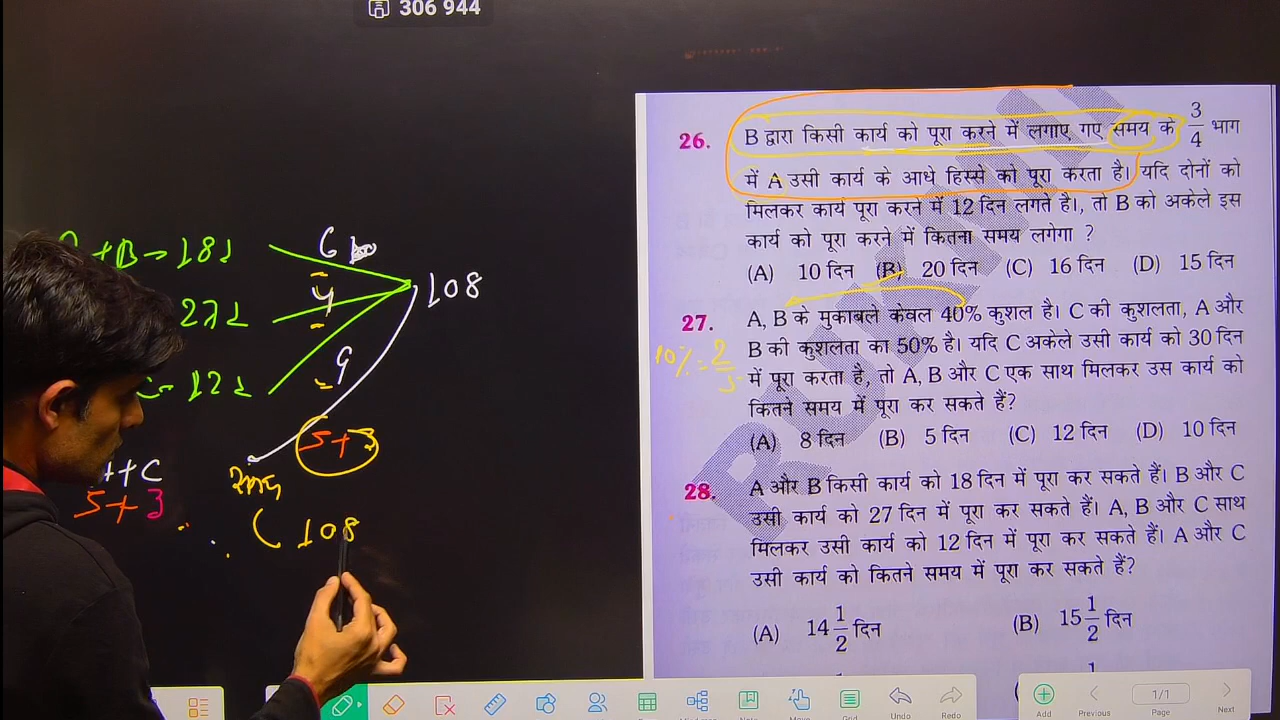 306 944
+B → 18d
27d
C - 12d
6
4
9
108
5+3
A+C
5+3
( 108
40% = 2/5
26. B द्वारा किसी कार्य को पूरा करने में लगाए गए समय के 3/4 भाग
में A उसी कार्य के आधे हिस्से को पूरा करता है। यदि दोनों को
मिलकर कार्य पूरा करने में 12 दिन लगते है।, तो B को अकेले इस
कार्य को पूरा करने में कितना समय लगेगा ?
(A) 10 दिन (B) 20 दिन (C) 16 दिन (D) 15 दिन
27. A, B के मुकाबले केवल 40% कुशल है। C की कुशलता, A और
B की कुशलता का 50% है। यदि C अकेले उसी कार्य को 30 दिन
में पूरा करता है, तो A, B और C एक साथ मिलकर उस कार्य को
कितने समय में पूरा कर सकते हैं?
(A) 8 दिन (B) 5 दिन (C) 12 दिन (D) 10 दिन
28. A और B किसी कार्य को 18 दिन में पूरा कर सकते हैं। B और C
उसी कार्य को 27 दिन में पूरा कर सकते हैं। A, B और C साथ
मिलकर उसी कार्य को 12 दिन में पूरा कर सकते हैं। A और C
उसी कार्य को कितने समय में पूरा कर सकते हैं?
(A) 14 1/2 दिन (B) 15 1/2 दिन
Undo Redo Add Previous 1/1 Page Next